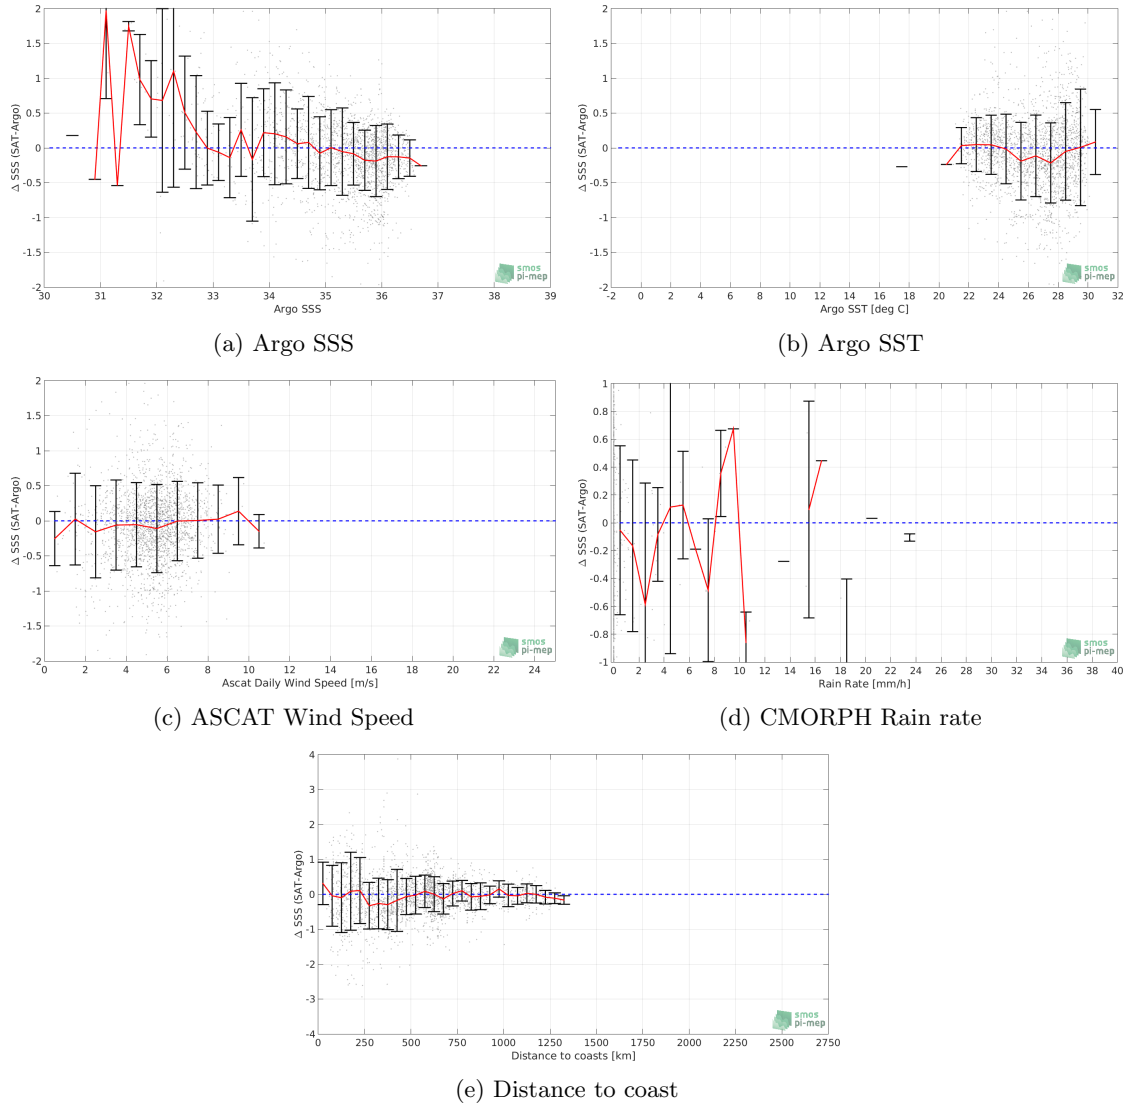 2
1.5
1
0.5
0
-0.5
-1
-1.5
-2
Δ SSS (SAT-Argo)
30 31 32 33 34 35 36 37 38 39
Argo SSS
smos
pi-mep
(a) Argo SSS
2
1.5
1
0.5
0
-0.5
-1
-1.5
-2
Δ SSS (SAT-Argo)
-2 0 2 4 6 8 10 12 14 16 18 20 22 24 26 28 30 32
Argo SST [deg C]
smos
pi-mep
(b) Argo SST
2
1.5
1
0.5
0
-0.5
-1
-1.5
-2
Δ SSS (SAT-Argo)
0 2 4 6 8 10 12 14 16 18 20 22 24
Ascat Daily Wind Speed [m/s]
smos
pi-mep
(c) ASCAT Wind Speed
1
0.8
0.6
0.4
0.2
0
-0.2
-0.4
-0.6
-0.8
-1
Δ SSS (SAT-Argo)
0 2 4 6 8 10 12 14 16 18 20 22 24 26 28 30 32 34 36 38 40
Rain Rate [mm/h]
smos
pi-mep
(d) CMORPH Rain rate
4
3
2
1
0
-1
-2
-3
-4
Δ SSS (SAT-Argo)
0 250 500 750 1000 1250 1500 1750 2000 2250 2500 2750
Distance to coasts [km]
smos
pi-mep
(e) Distance to coast